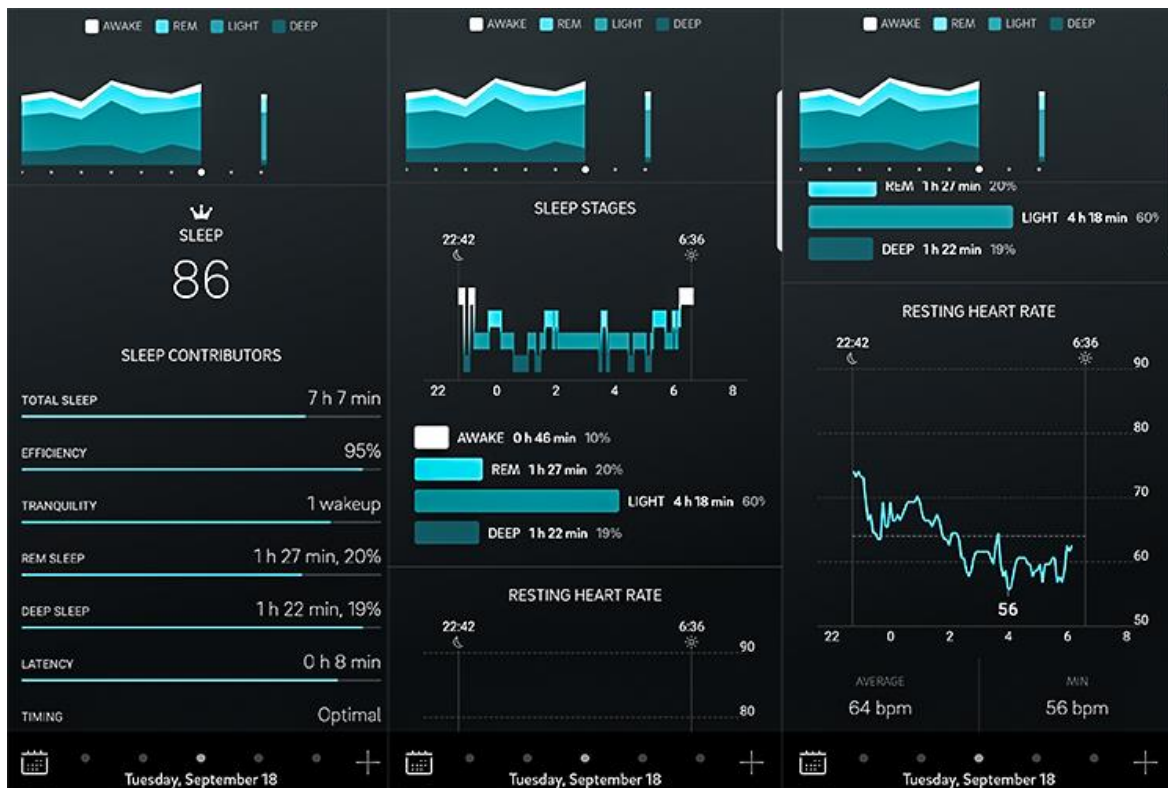 AWAKE REM LIGHT DEEP
SLEEP
86
SLEEP CONTRIBUTORS
TOTAL SLEEP 7 h 7 min
EFFICIENCY 95%
TRANQUILITY 1 wakeup
REM SLEEP 1 h 27 min, 20%
DEEP SLEEP 1 h 22 min, 19%
LATENCY 0 h 8 min
TIMING Optimal
Tuesday, September 18
AWAKE REM LIGHT DEEP
SLEEP STAGES
22:42 6:36
22 0 2 4 6 8
AWAKE 0 h 46 min 10%
REM 1 h 27 min 20%
LIGHT 4 h 18 min 60%
DEEP 1 h 22 min 19%
RESTING HEART RATE
22:42 6:36
90
80
Tuesday, September 18
AWAKE REM LIGHT DEEP
REM 1 h 27 min 20%
LIGHT 4 h 18 min 60%
DEEP 1 h 22 min 19%
RESTING HEART RATE
22:42 6:36
90
80
70
60
56
50
22 0 2 4 6 8
AVERAGE MIN
64 bpm 56 bpm
Tuesday, September 18